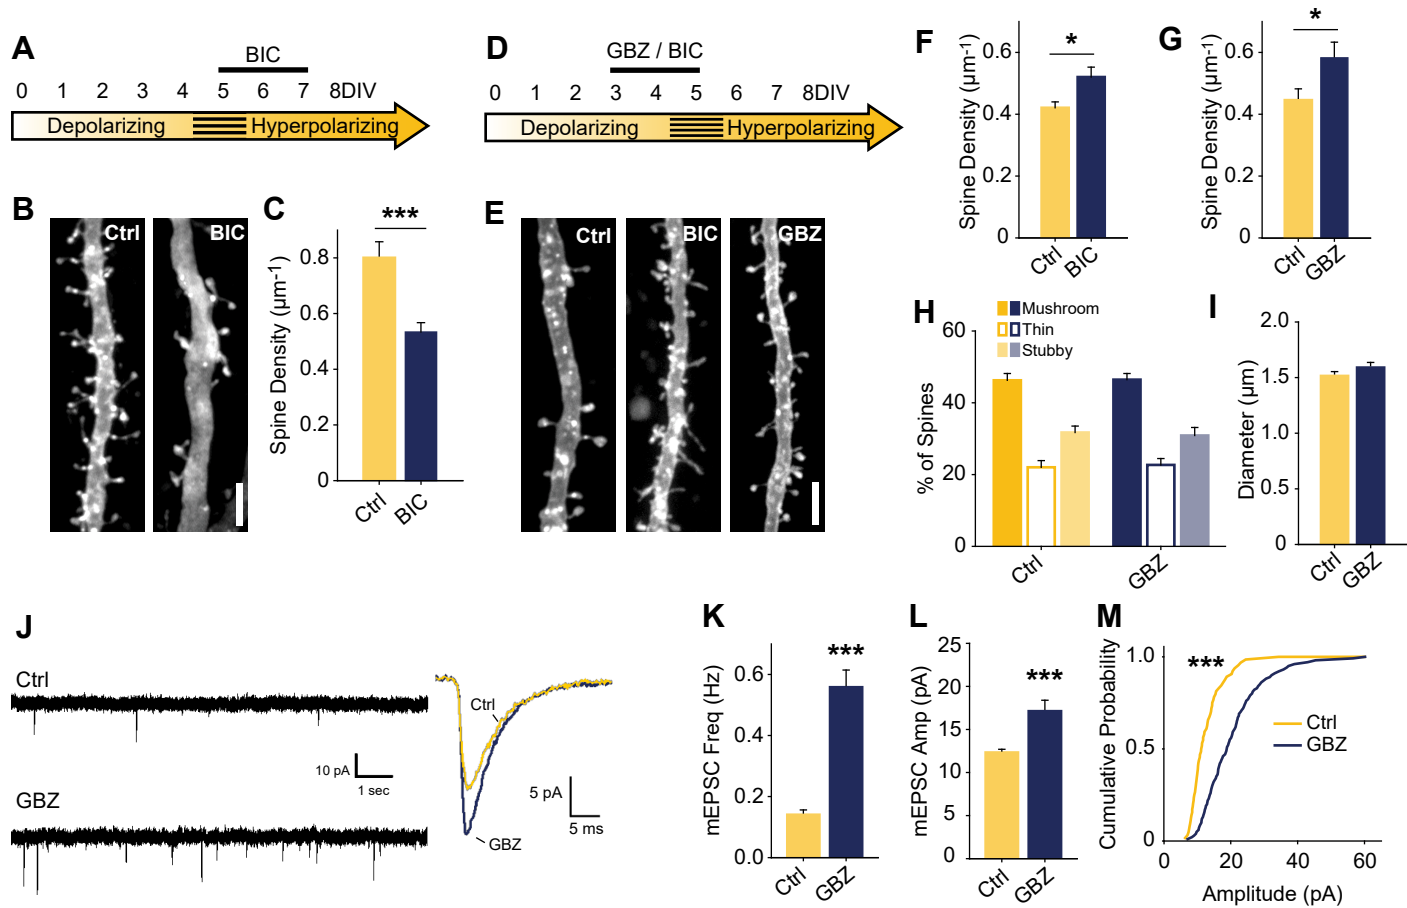 A
BIC
0 1 2 3 4 5 6 7 8DIV
Depolarizing Hyperpolarizing
D
GBZ / BIC
0 1 2 3 4 5 6 7 8DIV
Depolarizing Hyperpolarizing
B
Ctrl BIC
C
***
Spine Density (µm-1)
0.8
0.6
0.4
0.2
0
Ctrl BIC
E
Ctrl BIC GBZ
F
*
Spine Density (µm-1)
0.6
0.4
0.2
0
Ctrl BIC
G
*
Spine Density (µm-1)
0.6
0.4
0.2
0
Ctrl GBZ
H
Mushroom
Thin
Stubby
% of Spines
60
40
20
0
Ctrl GBZ
I
Diameter (µm)
2.0
1.5
1.0
0.5
0
Ctrl GBZ
J
Ctrl
10 pA
1 sec
GBZ
Ctrl
GBZ
5 pA
5 ms
K
***
mEPSC Freq (Hz)
0.6
0.4
0.2
0.0
Ctrl GBZ
L
***
mEPSC Amp (pA)
25
20
15
10
5
0
Ctrl GBZ
M
***
Cumulative Probability
1.0
0.5
0
Ctrl
GBZ
0 20 40 60
Amplitude (pA)